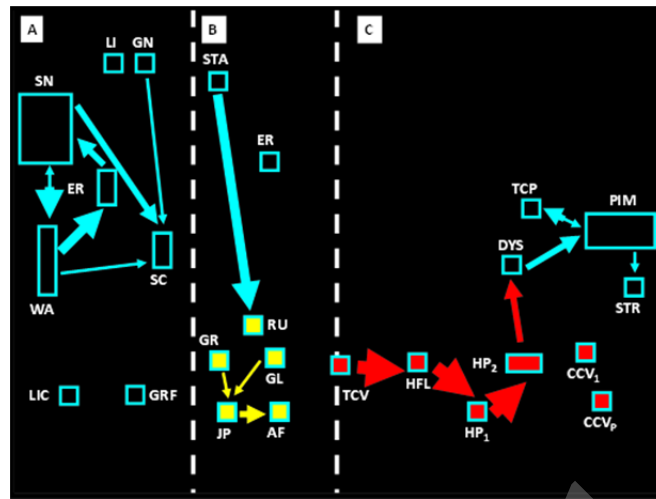 A
LI
GN
SN
ER
WA
SC
LIC
GRF
B
STA
ER
RU
GR
GL
JP
AF
C
TCP
PIM
DYS
STR
HP2
TCV
HFL
HP1
CCV1
CCVP